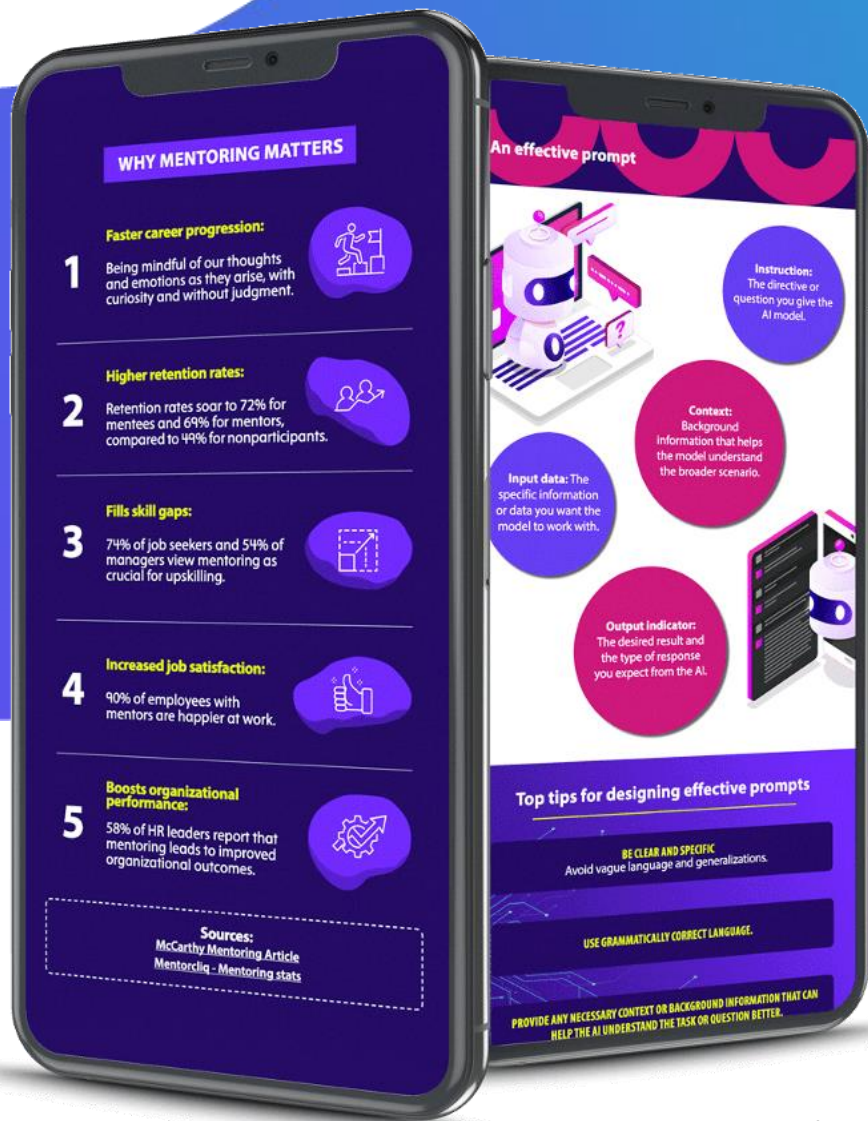 WHY MENTORING MATTERS
1
Faster career progression:
Being mindful of our thoughts
and emotions as they arise, with
curiosity and without judgment.
2
Higher retention rates:
Retention rates soar to 72% for
mentees and 69% for mentors,
compared to 49% for nonparticipants.
3
Fills skill gaps:
74% of job seekers and 54% of
managers view mentoring as
crucial for upskilling.
4
Increased job satisfaction:
90% of employees with
mentors are happier at work.
5
Boosts organizational
performance:
58% of HR leaders report that
mentoring leads to improved
organizational outcomes.
Sources:
McCarthy Mentoring Article
Mentorcliq - Mentoring stats
An effective prompt
?
Instruction:
The directive or
question you give the
AI model.
Context:
Background
information that helps
the model understand
the broader scenario.
Input data: The
specific information
or data you want the
model to work with.
Output indicator:
The desired result and
the type of response
you expect from the AI.
Top tips for designing effective prompts
BE CLEAR AND SPECIFIC
Avoid vague language and generalizations.
USE GRAMMATICALLY CORRECT LANGUAGE.
PROVIDE ANY NECESSARY CONTEXT OR BACKGROUND INFORMATION THAT CAN
HELP THE AI UNDERSTAND THE TASK OR QUESTION BETTER.